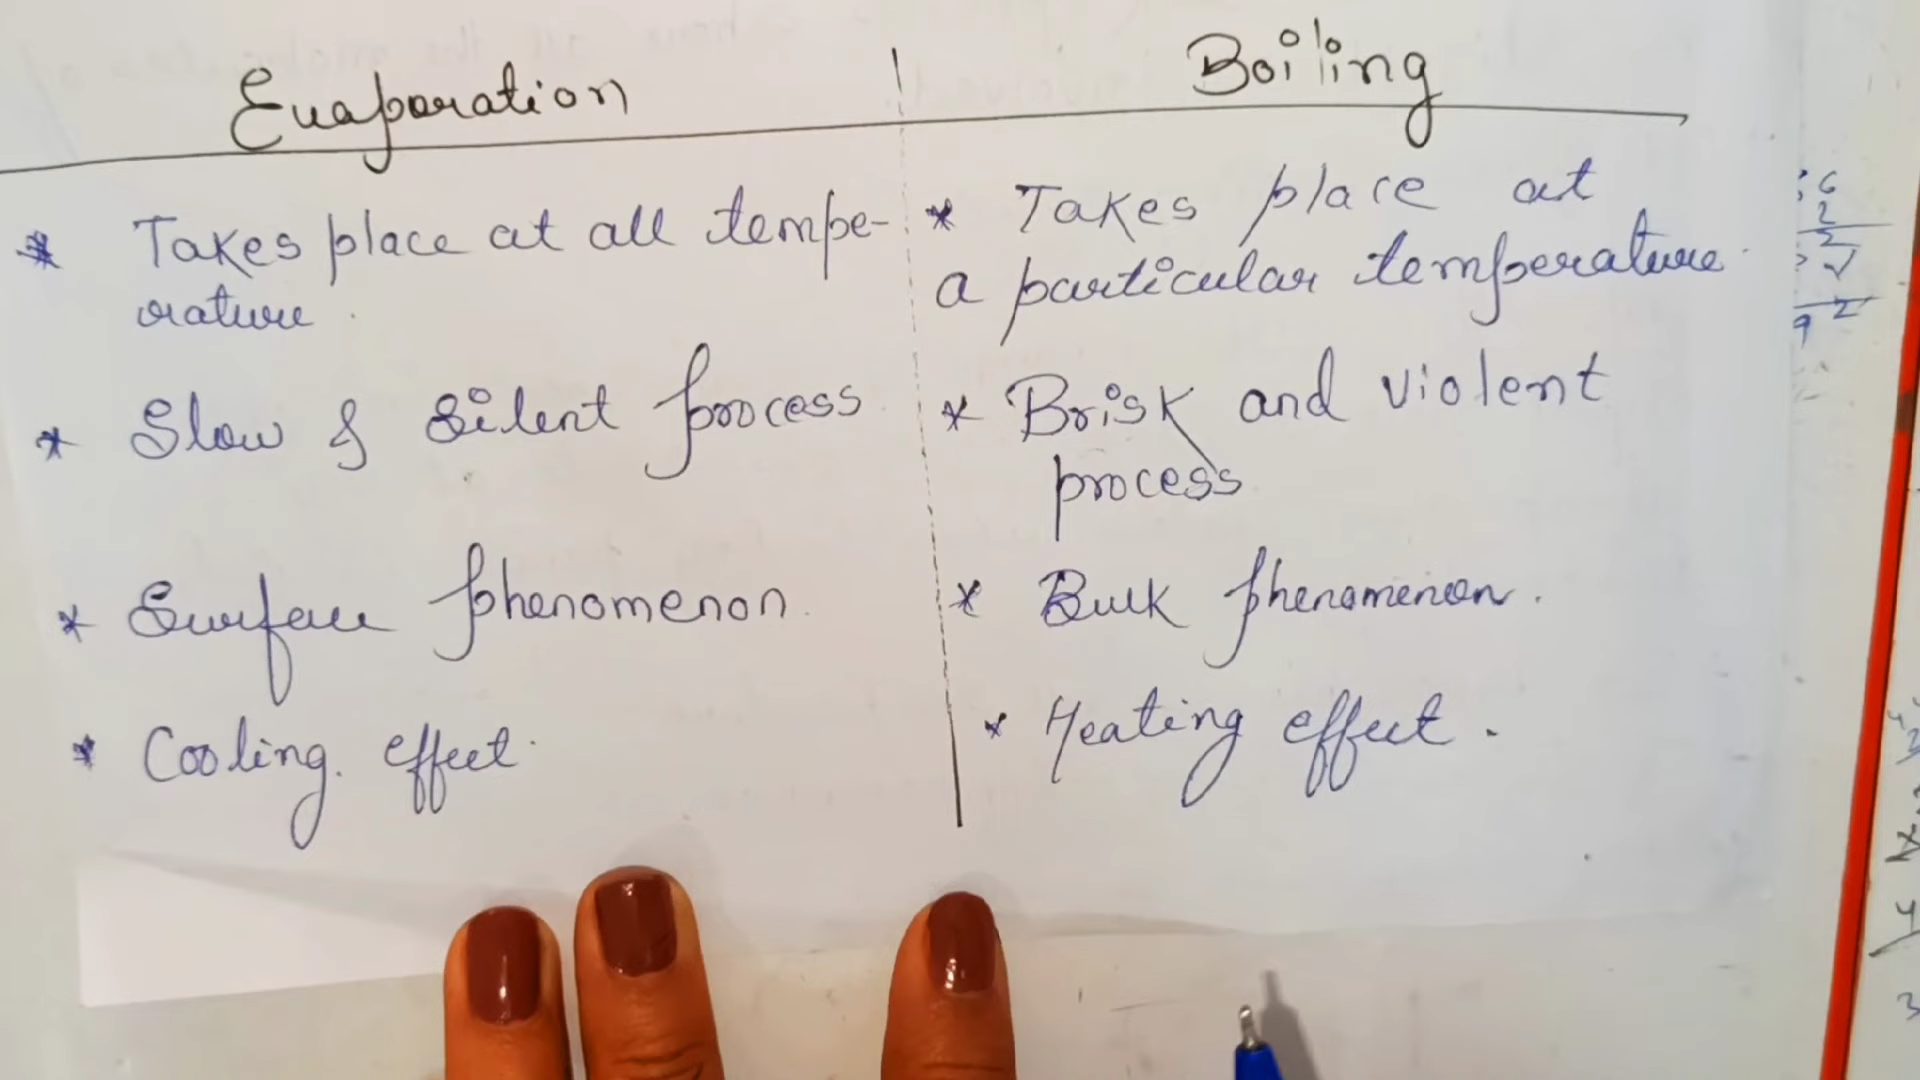 Evaporation
Boiling
* Takes place at all tempe-
rature.
* Slow & Silent process
* Surface phenomenon.
* Cooling effect.
* Takes place at
a particular temperature.
* Brisk and violent
process
* Bulk phenomenon.
* Heating effect.